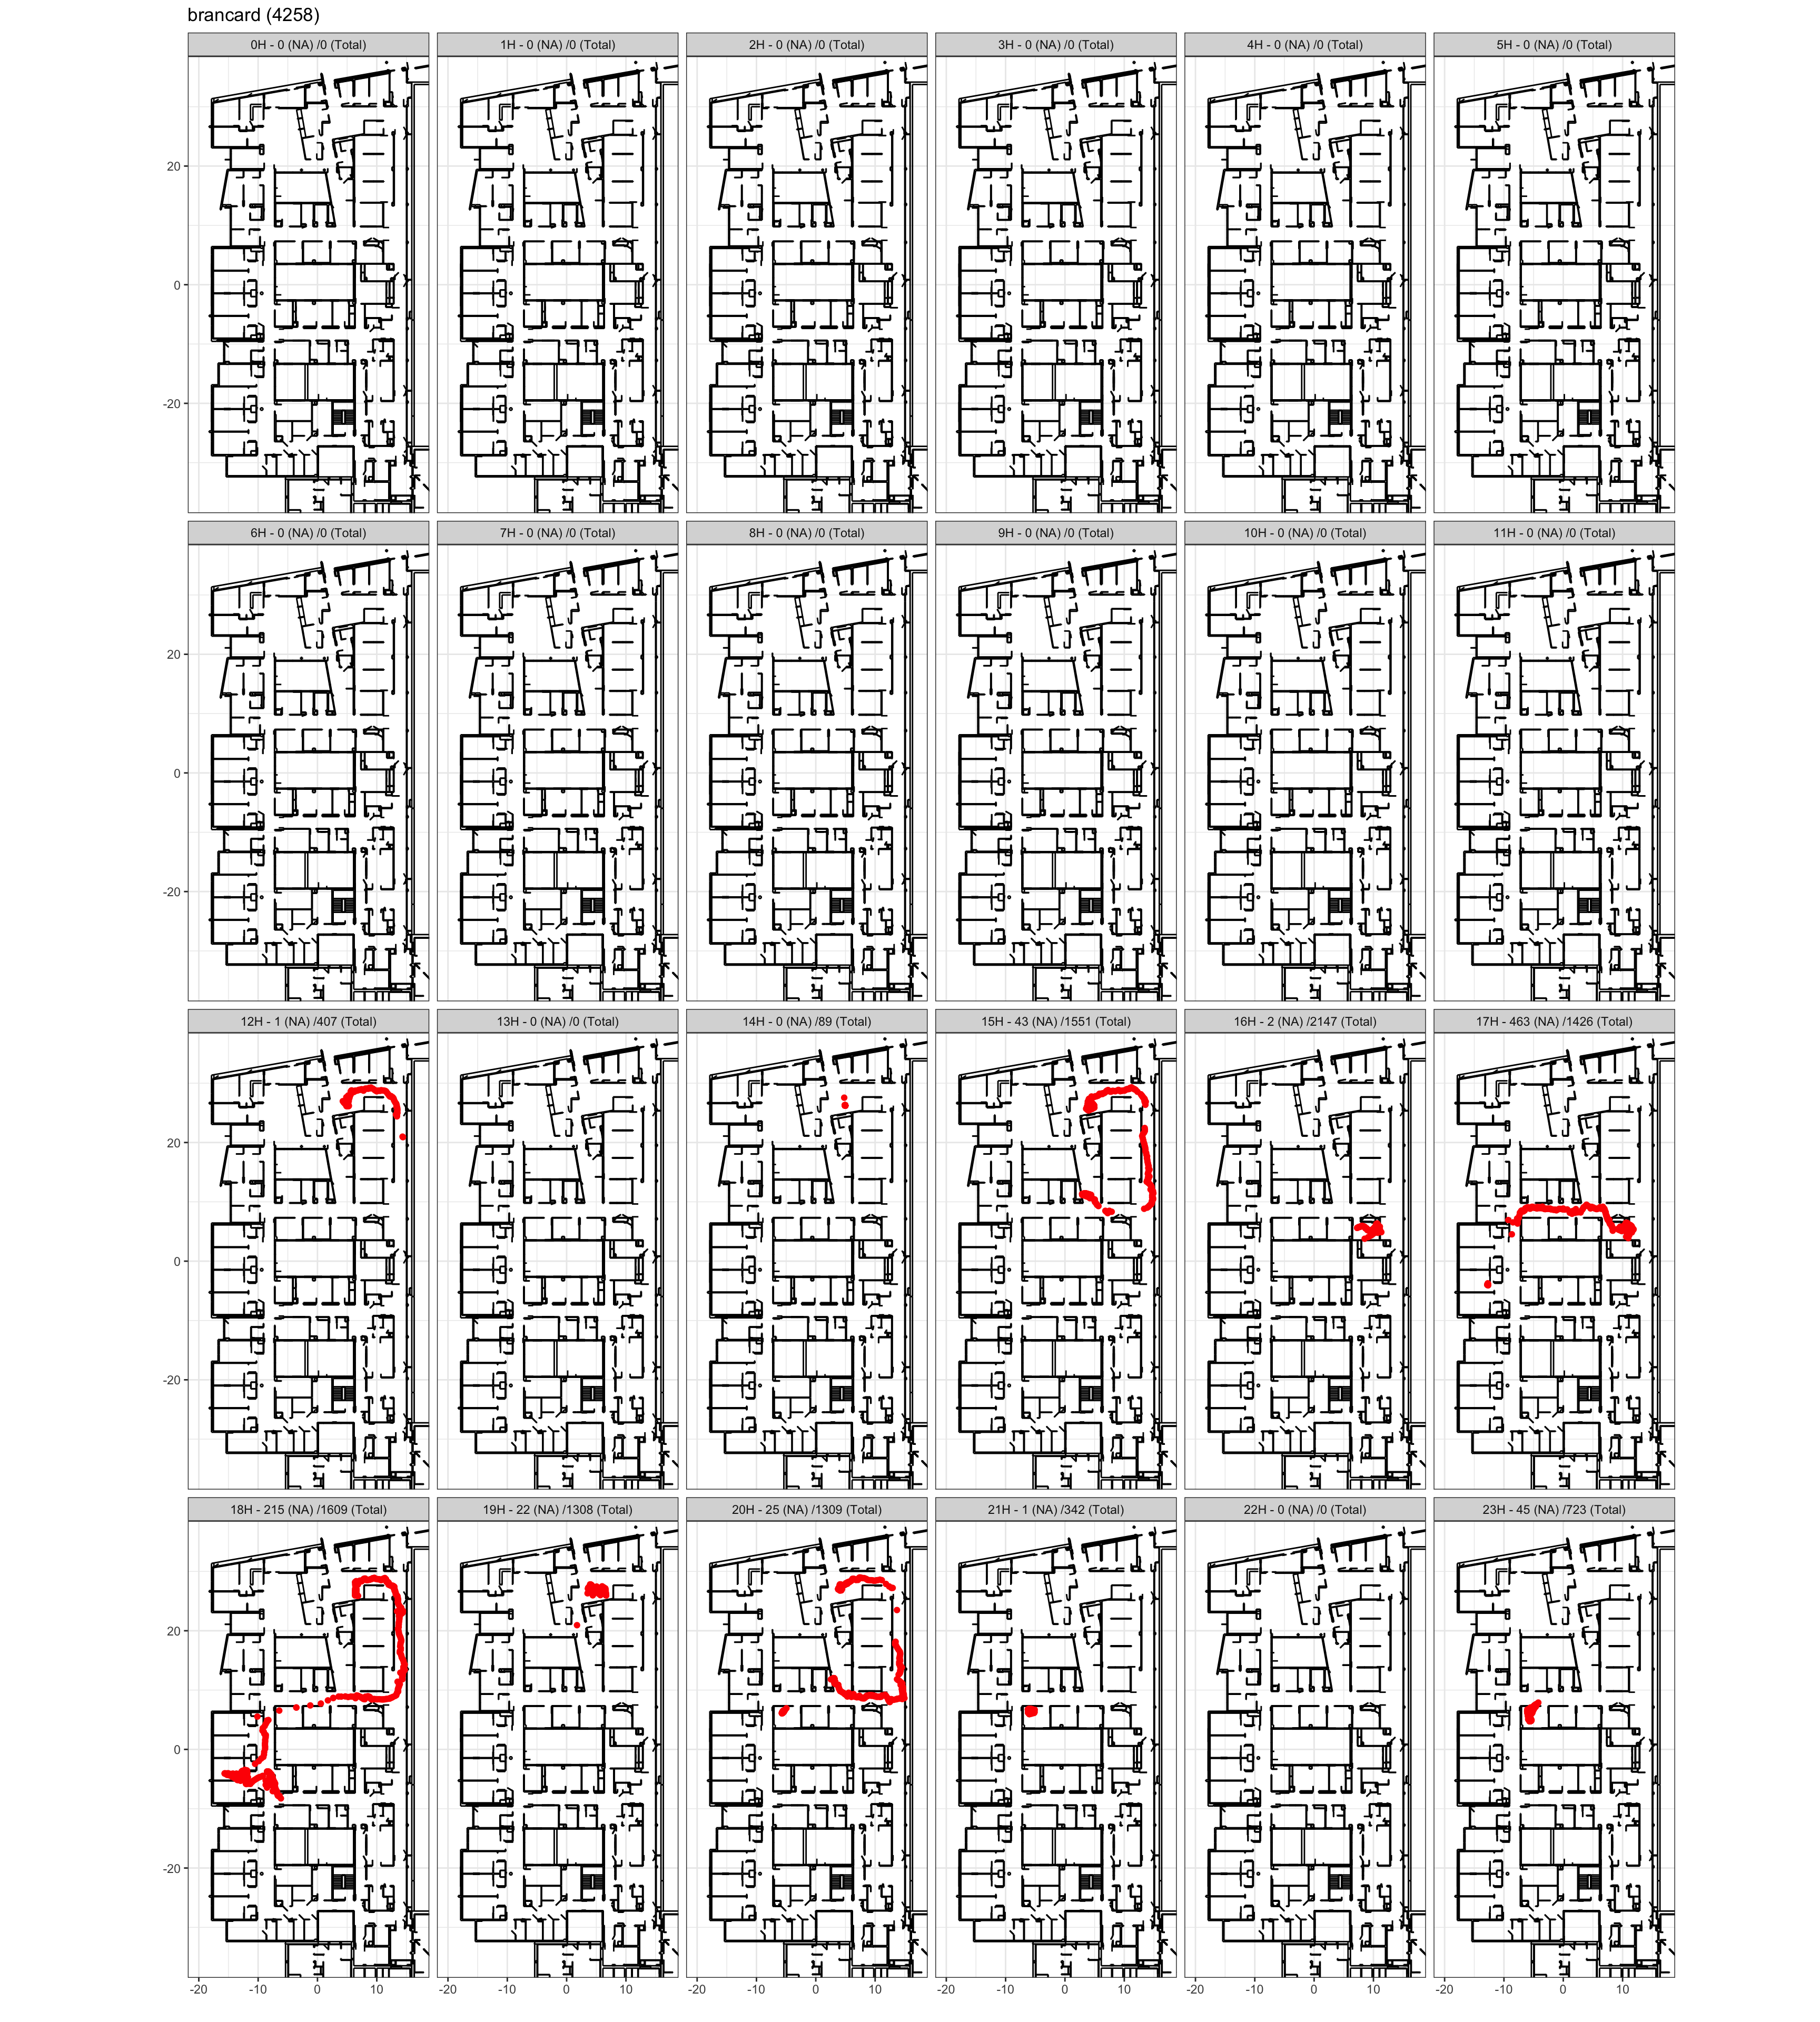 brancard (4258)
0H - 0 (NA) /0 (Total) 1H - 0 (NA) /0 (Total) 2H - 0 (NA) /0 (Total) 3H - 0 (NA) /0 (Total) 4H - 0 (NA) /0 (Total) 5H - 0 (NA) /0 (Total)
20
0
-20
6H - 0 (NA) /0 (Total) 7H - 0 (NA) /0 (Total) 8H - 0 (NA) /0 (Total) 9H - 0 (NA) /0 (Total) 10H - 0 (NA) /0 (Total) 11H - 0 (NA) /0 (Total)
20
0
-20
12H - 1 (NA) /407 (Total) 13H - 0 (NA) /0 (Total) 14H - 0 (NA) /89 (Total) 15H - 43 (NA) /1551 (Total) 16H - 2 (NA) /2147 (Total) 17H - 463 (NA) /1426 (Total)
20
0
-20
18H - 215 (NA) /1609 (Total) 19H - 22 (NA) /1308 (Total) 20H - 25 (NA) /1309 (Total) 21H - 1 (NA) /342 (Total) 22H - 0 (NA) /0 (Total) 23H - 45 (NA) /723 (Total)
20
0
-20
-20 -10 0 10 -20 -10 0 10 -20 -10 0 10 -20 -10 0 10 -20 -10 0 10 -20 -10 0 10